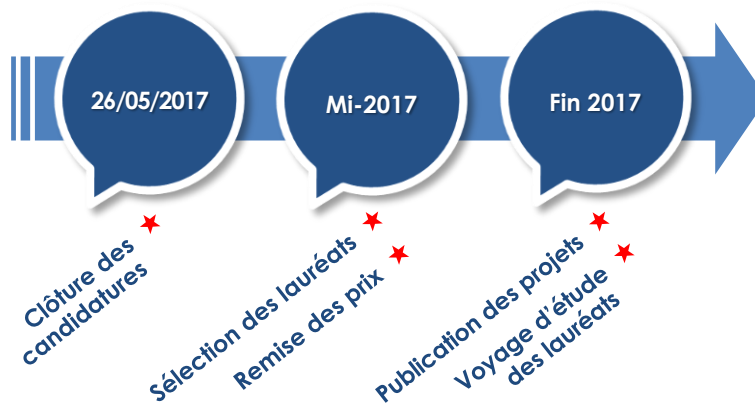 26/05/2017
Mi-2017
Fin 2017
Clôture des
candidatures
Sélection des lauréats
Remise des prix
Publication des projets
Voyage d'étude
des lauréats